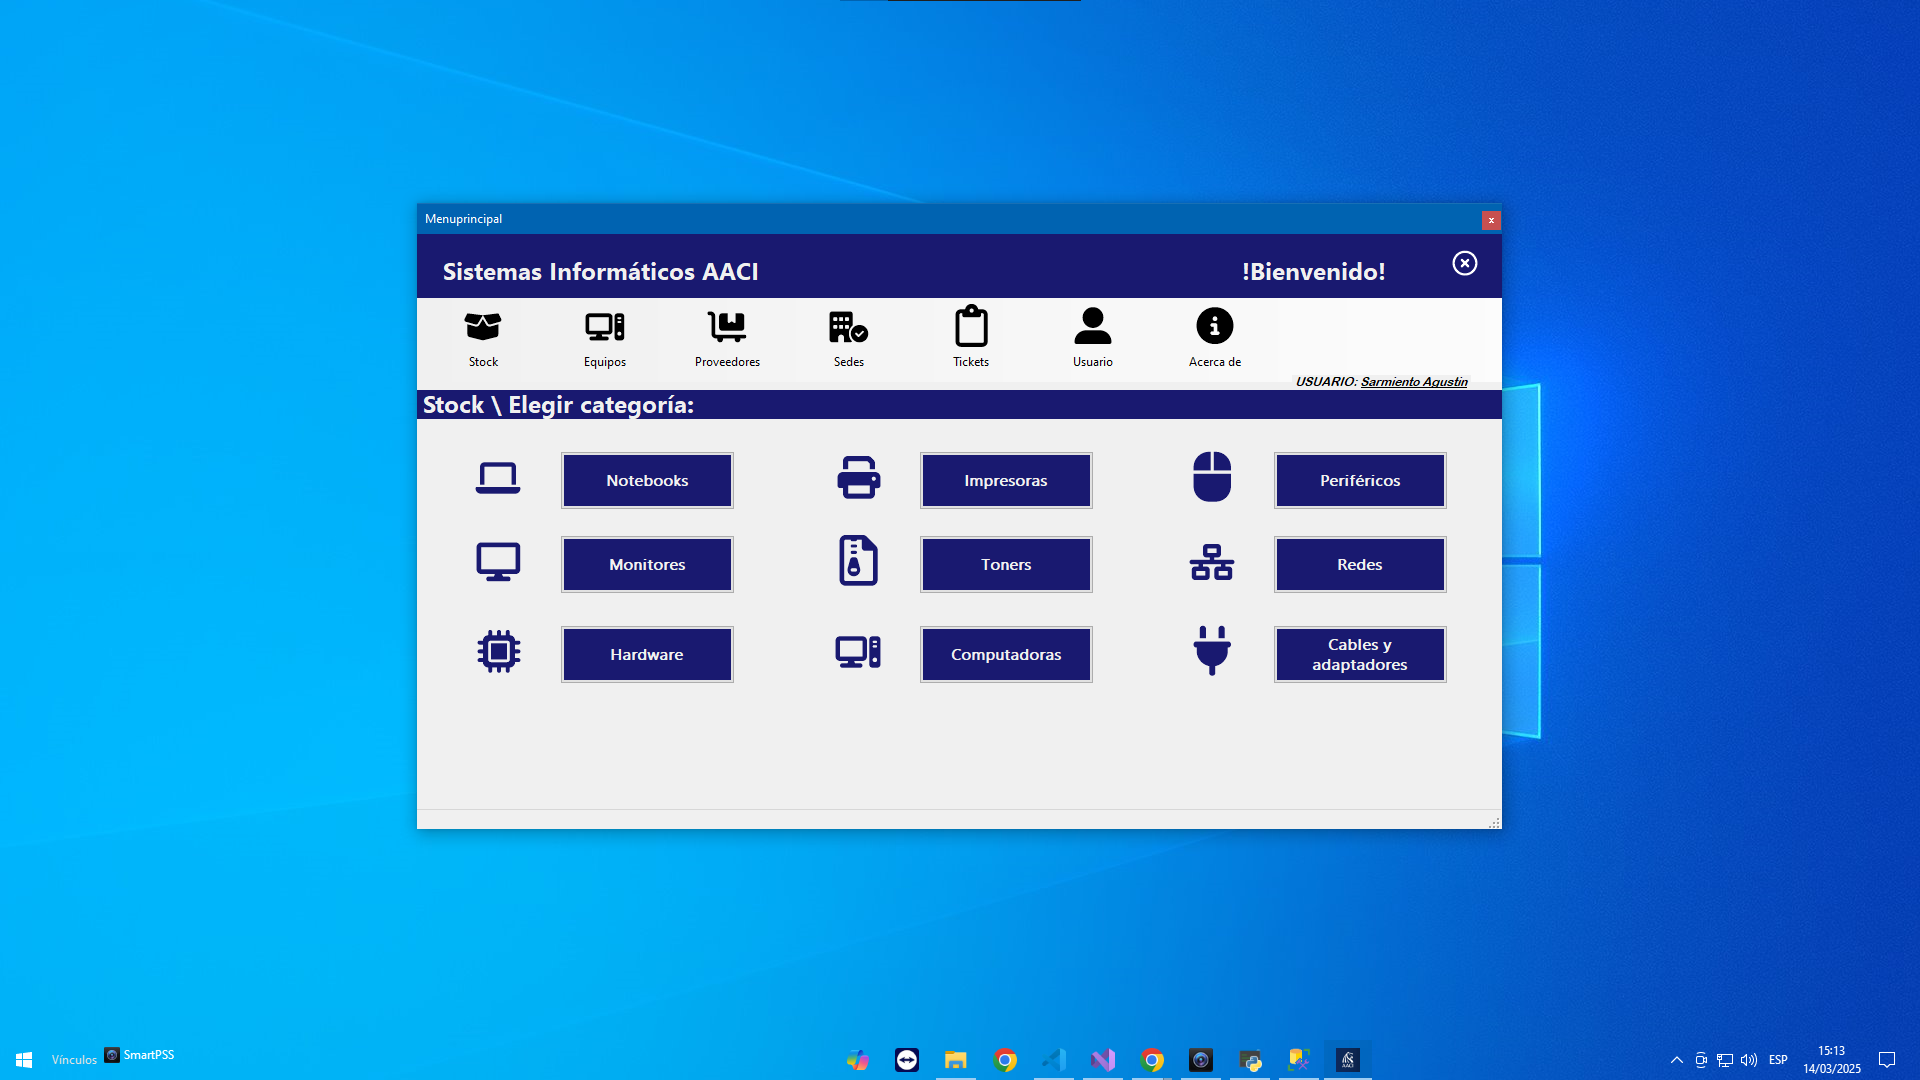 Menuprincipal
Sistemas Informáticos AACI
!Bienvenido!
Stock
Equipos
Proveedores
Sedes
Tickets
Usuario
Acerca de
USUARIO: Sarmiento Agustin
Stock \ Elegir categoría:
Notebooks
Impresoras
Periféricos
Monitores
Toners
Redes
Hardware
Computadoras
Cables y
adaptadores
Vínculos
SmartPSS
AACI
ESP
15:13
14/03/2025